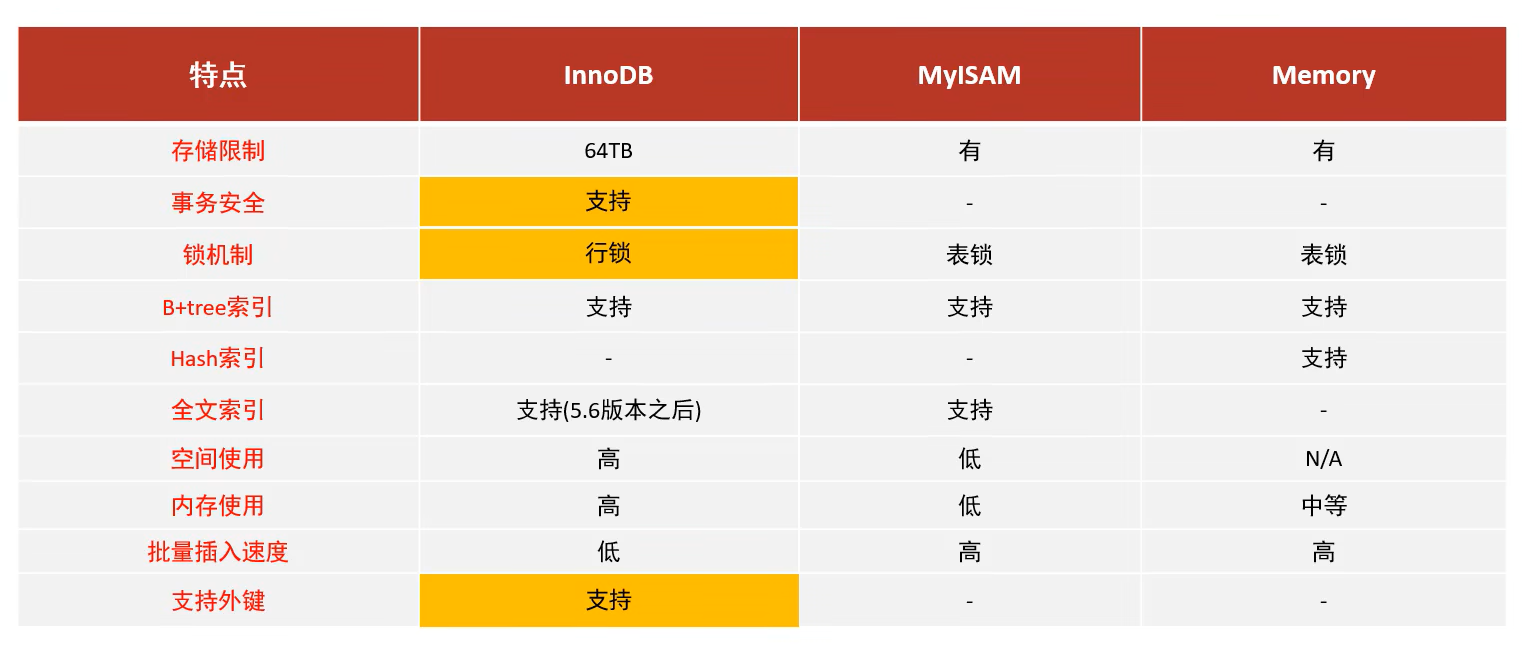 特点 InnoDB MyISAM Memory
存储限制 64TB 有 有
事务安全 支持 - -
锁机制 行锁 表锁 表锁
B+tree索引 支持 支持 支持
Hash索引 - - 支持
全文索引 支持(5.6版本之后) 支持 -
空间使用 高 低 N/A
内存使用 高 低 中等
批量插入速度 低 高 高
支持外键 支持 - -